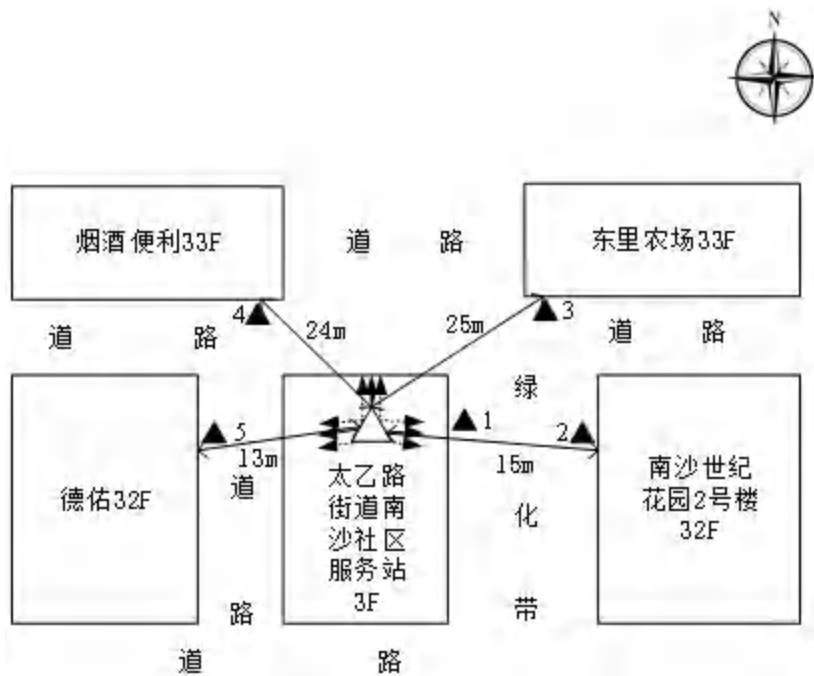 N
烟酒便利33F
道 路
东里农场33F
4
24m
25m
3
道 路
道 路
绿
化
带
5
13m
1
2
15m
德佑32F
道
路
太乙路
街道南
沙社区
服务站
3F
南沙世纪
花园2号楼
32F
道 路